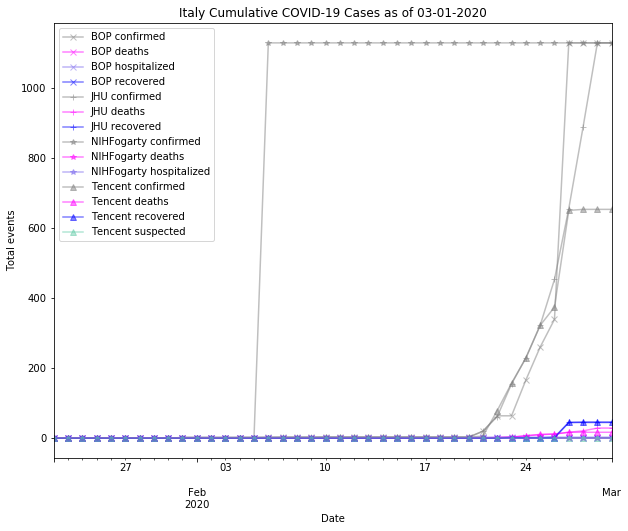 Italy Cumulative COVID-19 Cases as of 03-01-2020
BOP confirmed
BOP deaths
BOP hospitalized
BOP recovered
JHU confirmed
JHU deaths
JHU recovered
NIHFogarty confirmed
NIHFogarty deaths
NIHFogarty hospitalized
Tencent confirmed
Tencent deaths
Tencent recovered
Tencent suspected
Total events
1000
800
600
400
200
0
27
03
10
17
24
Feb
2020
Mar
Date